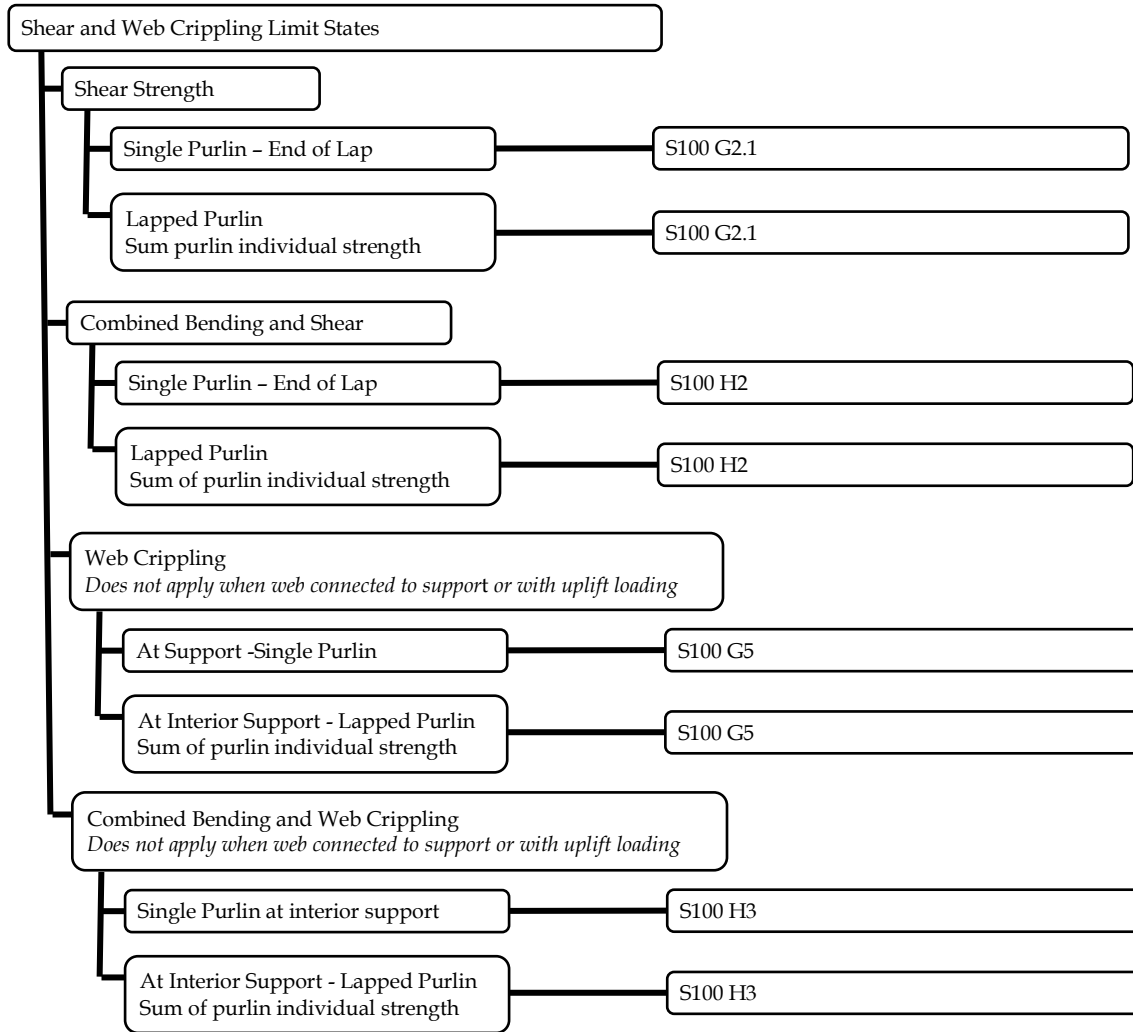 Shear and Web Crippling Limit States
Shear Strength
Single Purlin – End of Lap
S100 G2.1
Lapped Purlin
Sum purlin individual strength
S100 G2.1
Combined Bending and Shear
Single Purlin – End of Lap
S100 H2
Lapped Purlin
Sum of purlin individual strength
S100 H2
Web Crippling
Does not apply when web connected to support or with uplift loading
At Support -Single Purlin
S100 G5
At Interior Support - Lapped Purlin
Sum of purlin individual strength
S100 G5
Combined Bending and Web Crippling
Does not apply when web connected to support or with uplift loading
Single Purlin at interior support
S100 H3
At Interior Support - Lapped Purlin
Sum of purlin individual strength
S100 H3